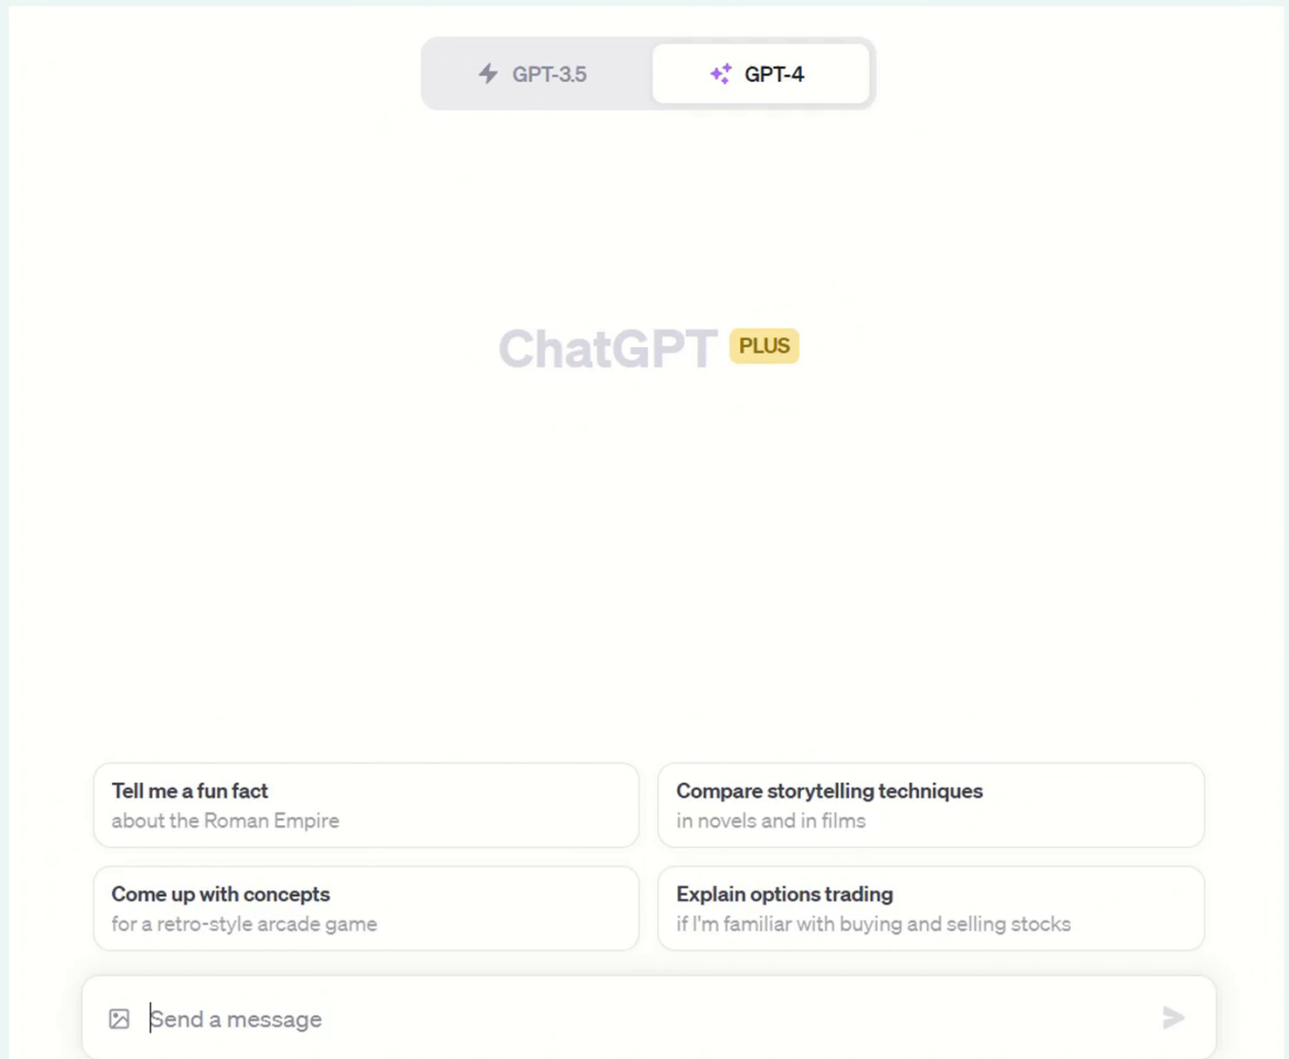 GPT-3.5
GPT-4
ChatGPT PLUS
Tell me a fun fact
about the Roman Empire
Compare storytelling techniques
in novels and in films
Come up with concepts
for a retro-style arcade game
Explain options trading
if I'm familiar with buying and selling stocks
Send a message